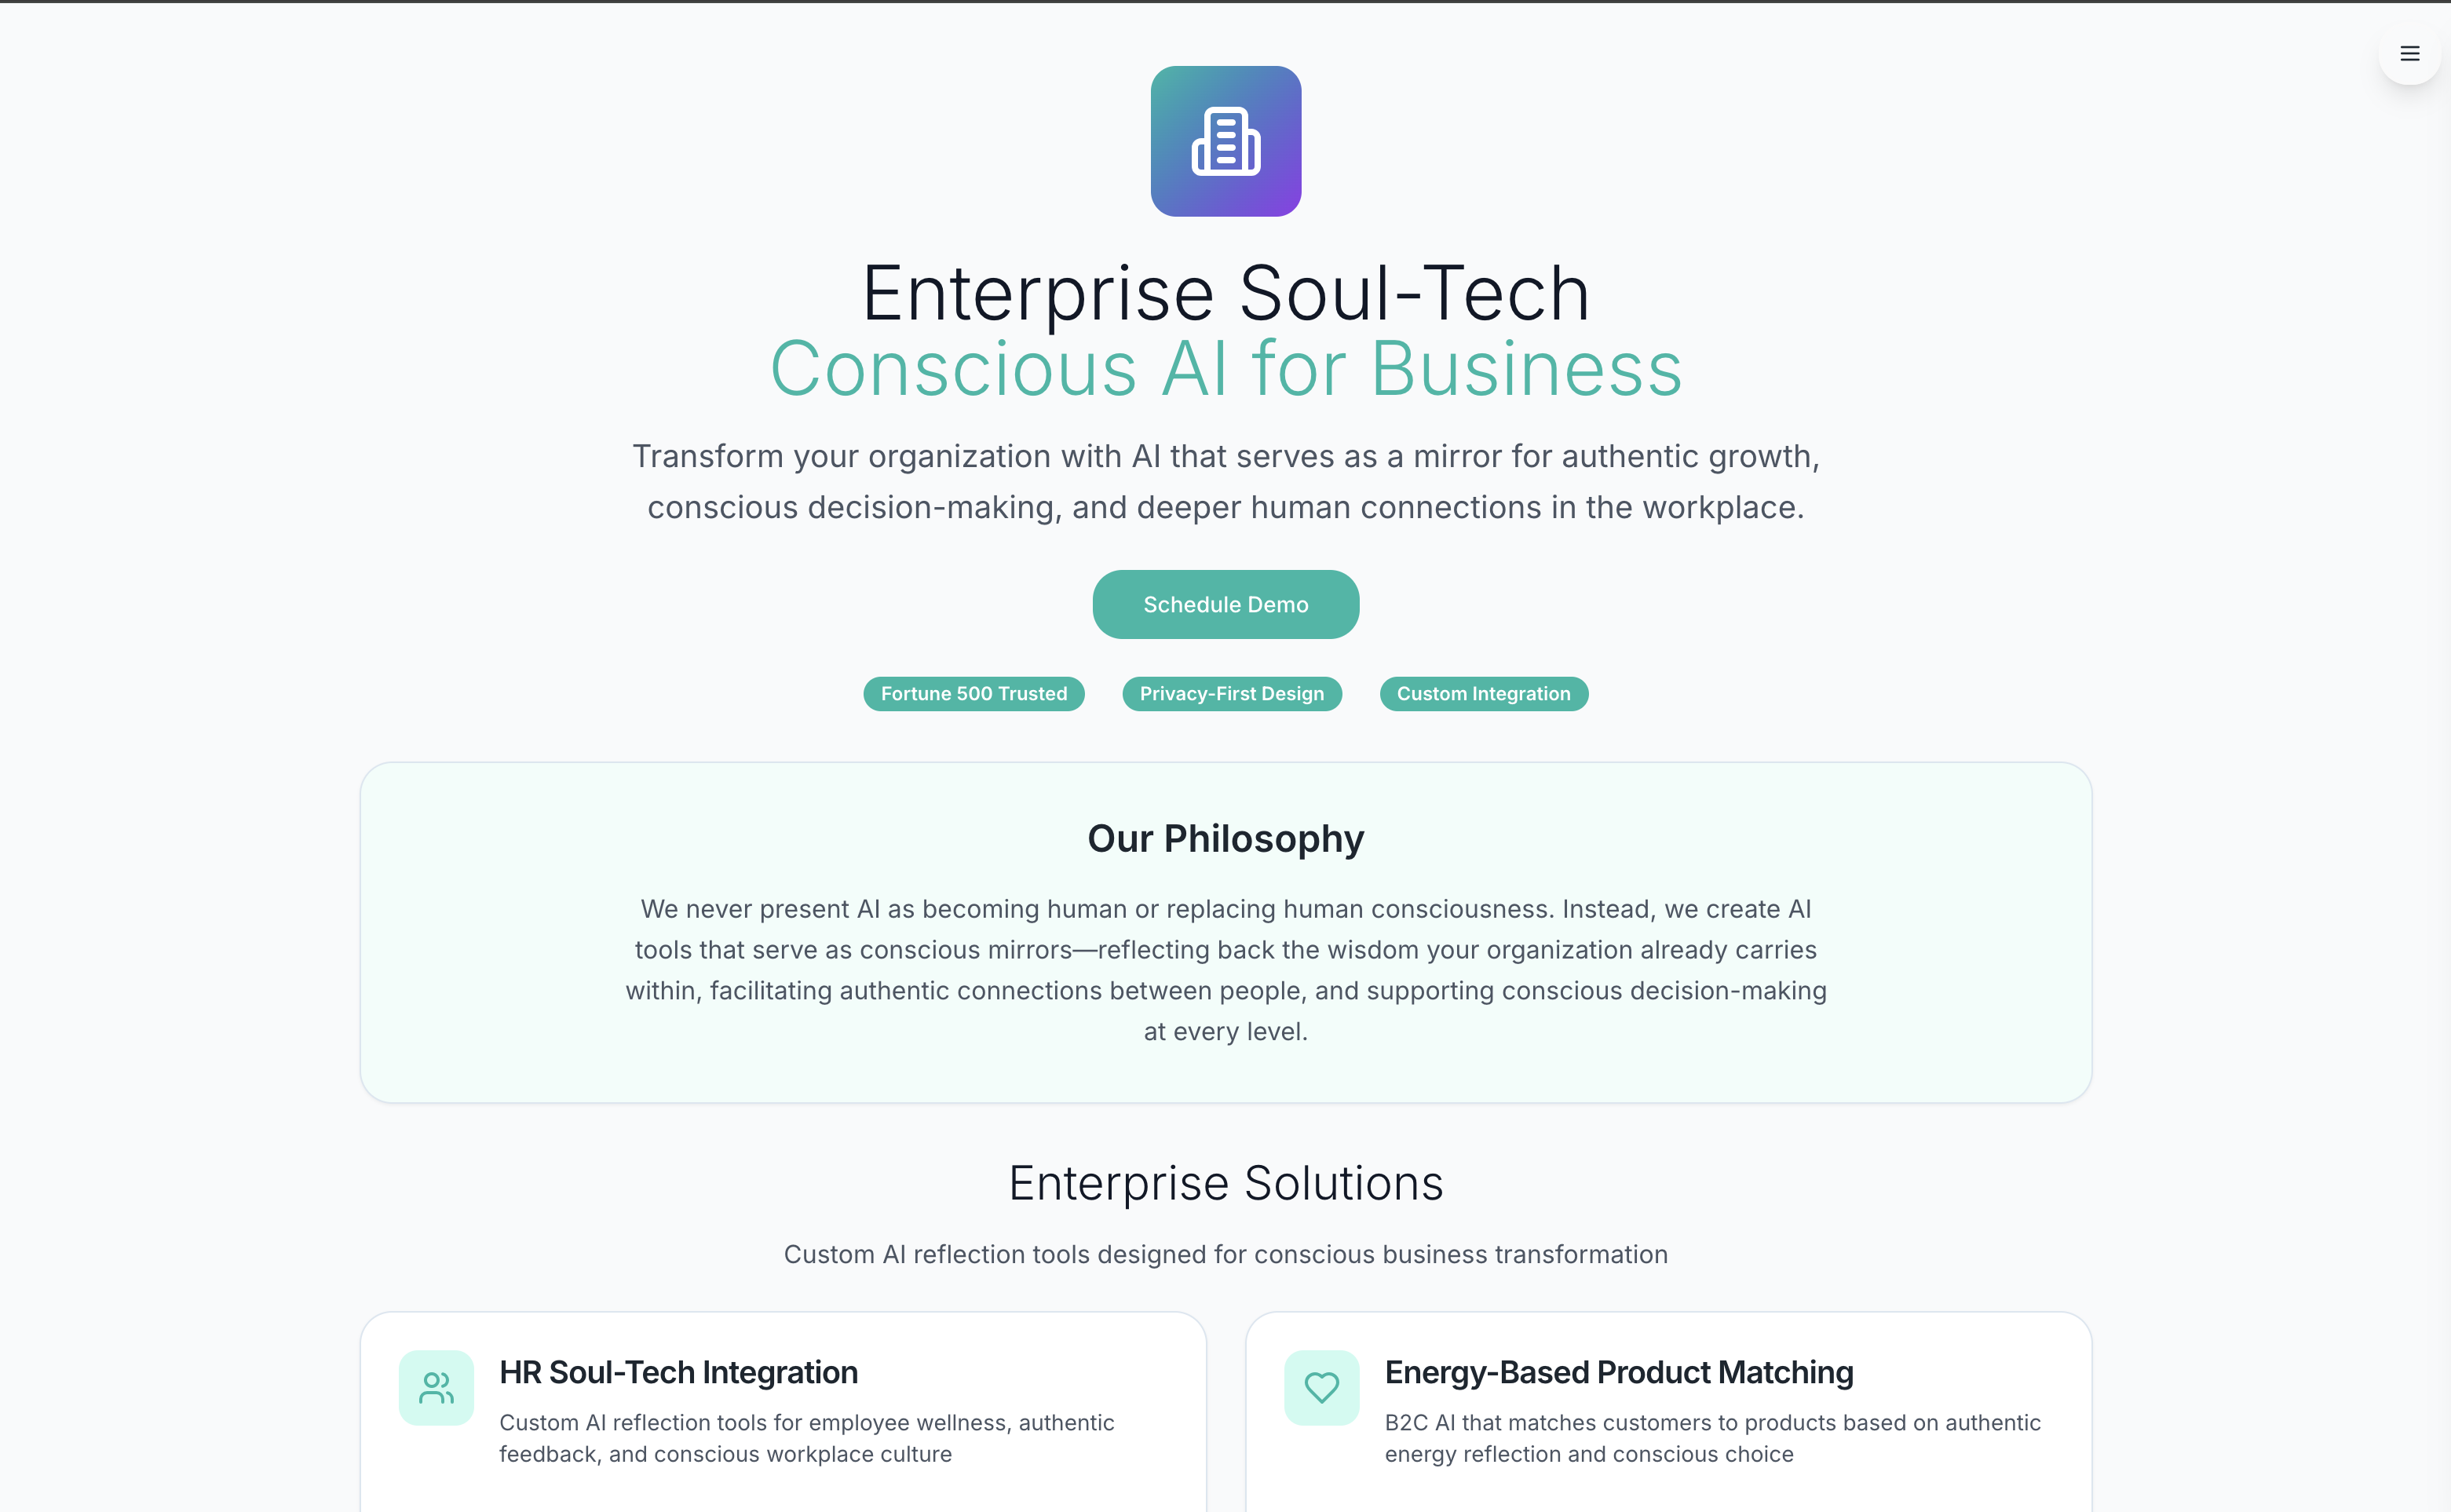 Enterprise Soul-Tech
Conscious AI for Business
Transform your organization with AI that serves as a mirror for authentic growth,
conscious decision-making, and deeper human connections in the workplace.
Schedule Demo
Fortune 500 Trusted
Privacy-First Design
Custom Integration
Our Philosophy
We never present AI as becoming human or replacing human consciousness. Instead, we create AI
tools that serve as conscious mirrors—reflecting back the wisdom your organization already carries
within, facilitating authentic connections between people, and supporting conscious decision-making
at every level.
Enterprise Solutions
Custom AI reflection tools designed for conscious business transformation
HR Soul-Tech Integration
Custom AI reflection tools for employee wellness, authentic
feedback, and conscious workplace culture
Energy-Based Product Matching
B2C AI that matches customers to products based on authentic
energy reflection and conscious choice